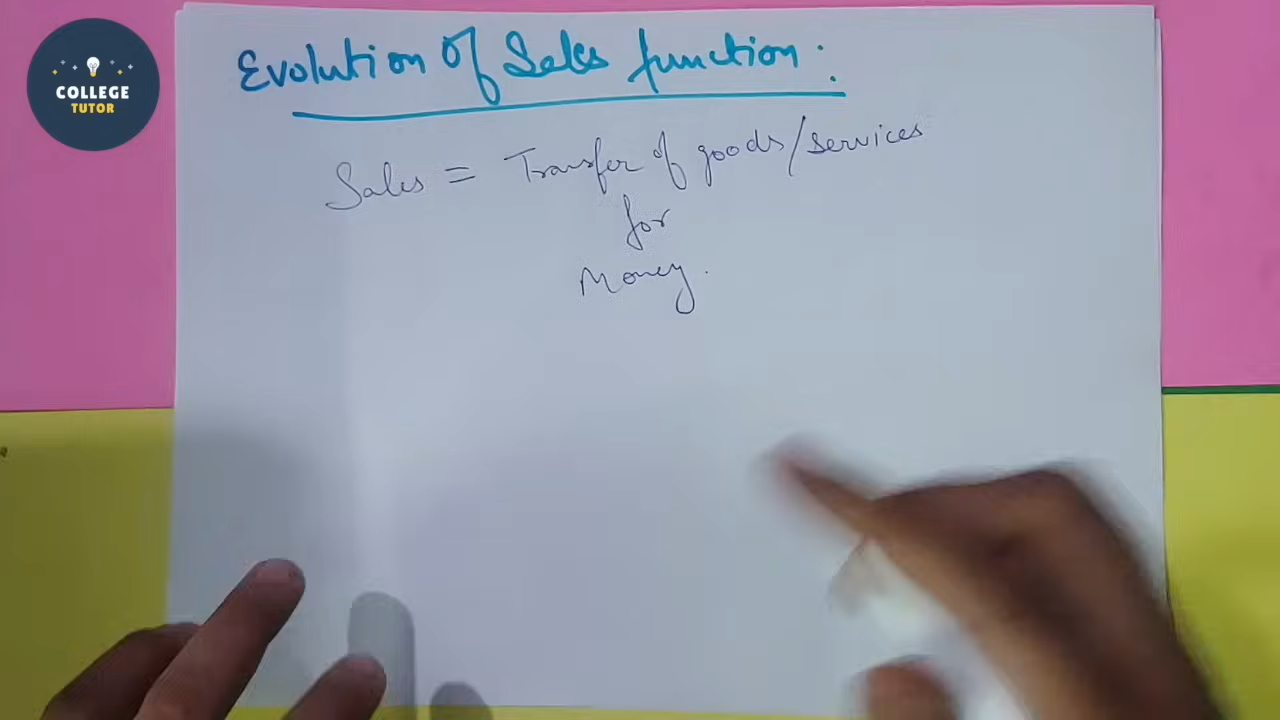 COLLEGE
TUTOR
Evolution of Sales function :
Sales = Transfer of goods/services
for
Money.